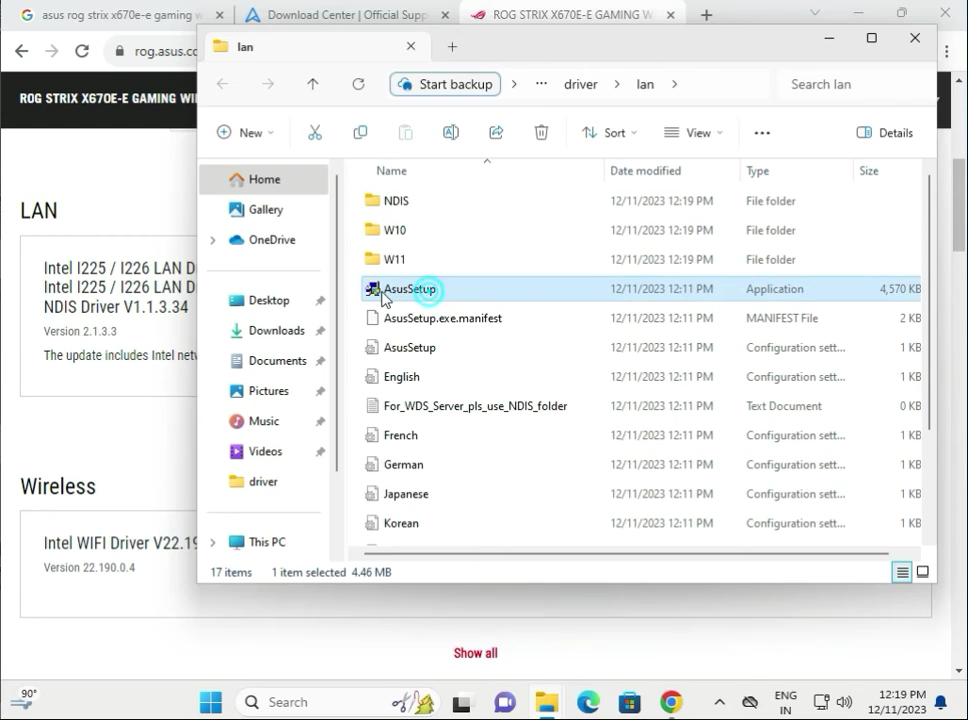 asus rog strix x670e-e gaming w
Download Center | Official Supp
ROG STRIX X670E-E GAMING W
rog.asus.co
lan
Start backup
driver
lan
Search lan
New
Sort
View
Details
ROG STRIX X670E-E GAMING WI
LAN
Intel I225 / I226 LAN D
Intel I225 / I226 LAN D
NDIS Driver V1.1.3.34
Version 2.1.3.3
The update includes Intel netw
Wireless
Intel WIFI Driver V22.19
Version 22.190.0.4
Show all
Home
Gallery
OneDrive
Desktop
Downloads
Documents
Pictures
Music
Videos
driver
This PC
Name Date modified Type Size
NDIS 12/11/2023 12:19 PM File folder
W10 12/11/2023 12:19 PM File folder
W11 12/11/2023 12:19 PM File folder
AsusSetup 12/11/2023 12:11 PM Application 4,570 KB
AsusSetup.exe.manifest 12/11/2023 12:11 PM MANIFEST File 2 KB
AsusSetup 12/11/2023 12:11 PM Configuration sett... 1 KB
English 12/11/2023 12:11 PM Configuration sett... 1 KB
For_WDS_Server_pls_use_NDIS_folder 12/11/2023 12:11 PM Text Document 0 KB
French 12/11/2023 12:11 PM Configuration sett... 1 KB
German 12/11/2023 12:11 PM Configuration sett... 1 KB
Japanese 12/11/2023 12:11 PM Configuration sett... 1 KB
Korean 12/11/2023 12:11 PM Configuration sett... 1 KB
17 items 1 item selected 4.46 MB
90°
Search
ENG
IN
12:19 PM
12/11/2023